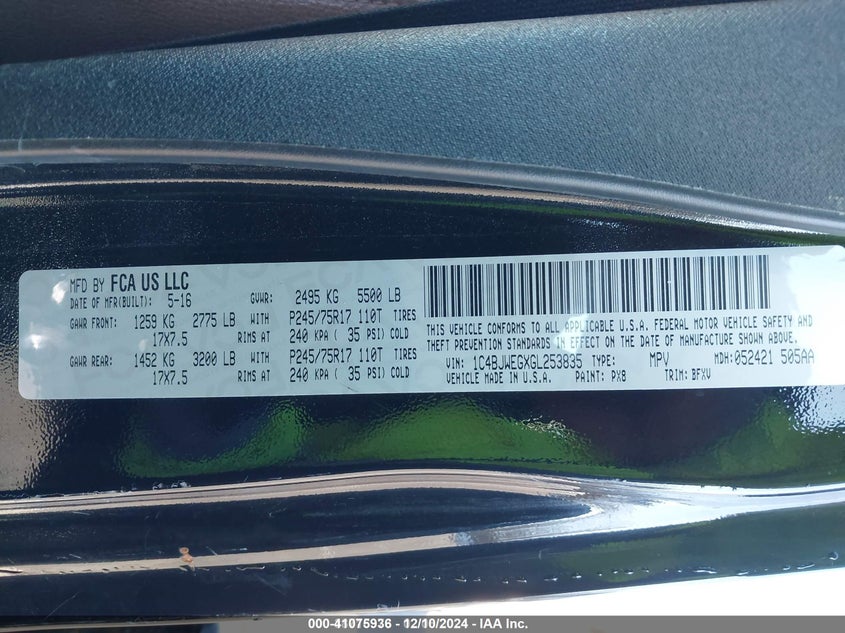 MFD BY FCA US LLC
DATE OF MFR(BUILT): 5-16 GVWR: 2495 KG 5500 LB
GAWR FRONT: 1259 KG 2775 LB WITH P245/75R17 110T TIRES
17X7.5 RIMS AT 240 KPA ( 35 PSI) COLD
GAWR REAR: 1452 KG 3200 LB WITH P245/75R17 110T TIRES
17X7.5 RIMS AT 240 KPA ( 35 PSI) COLD
THIS VEHICLE CONFORMS TO ALL APPLICABLE U.S.A. FEDERAL MOTOR VEHICLE SAFETY AND
THEFT PREVENTION STANDARDS IN EFFECT ON THE DATE OF MANUFACTURE SHOWN ABOVE.
VIN: 1C4BJWEGXGL253835 TYPE: MPV MDH: 052421 505AA
VEHICLE MADE IN U.S.A. PAINT: PX8 TRIM: BFXV
000-41075936 - 12/10/2024 - IAA Inc.